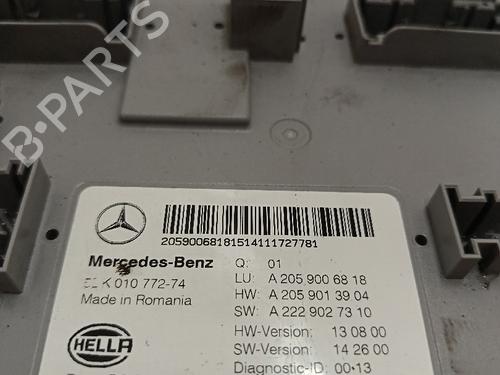 B-PARTS
20590068181514111727781
Mercedes-Benz
K 010 772-74
Made in Romania
HELLA
Q: 01
LU: A 205 900 68 18
HW: A 205 901 39 04
SW: A 222 902 73 10
HW-Version: 13 08 00
SW-Version: 14 26 00
Diagnostic-ID: 00-13